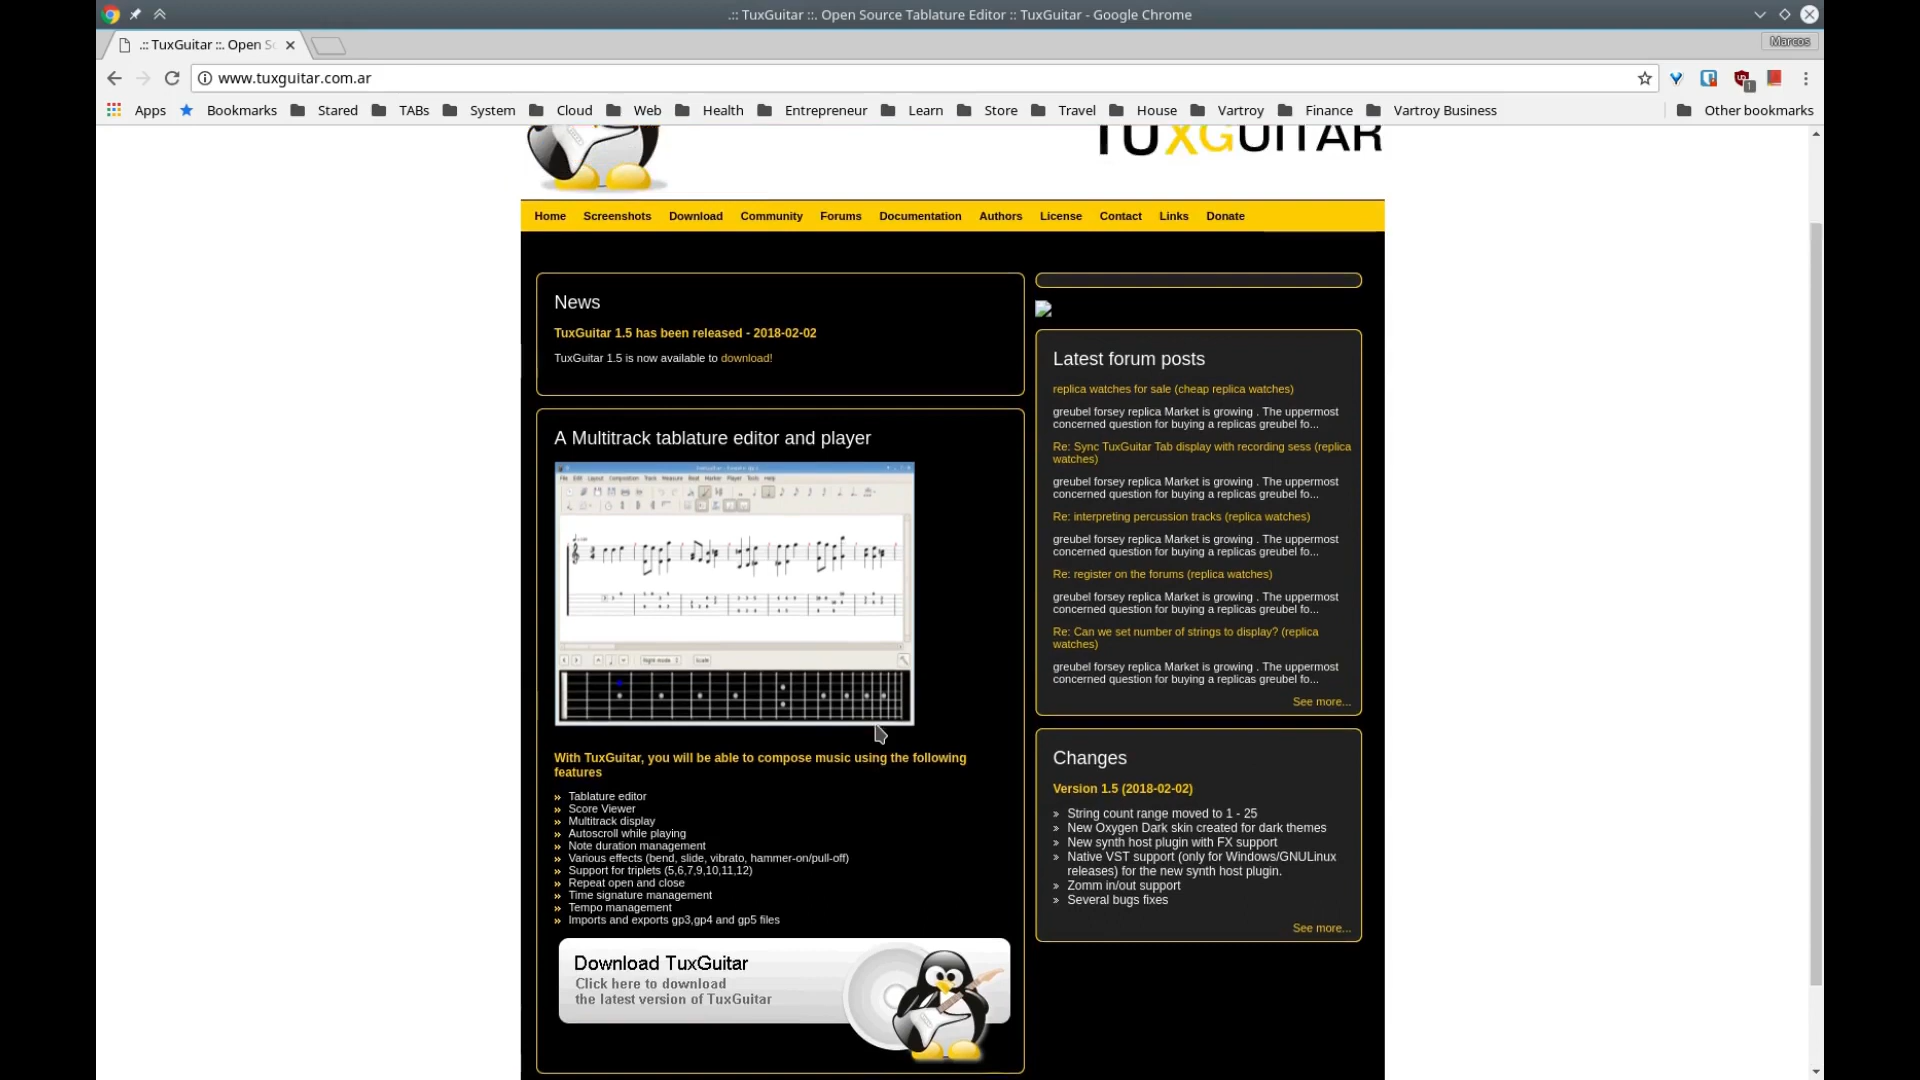 .:: TuxGuitar ::. Open Source Tablature Editor :: TuxGuitar - Google Chrome
.:: TuxGuitar ::. Open So
Marcos
www.tuxguitar.com.ar
Apps Bookmarks Stared TABs System Cloud Web Health Entrepreneur Learn Store Travel House Vartroy Finance Vartroy Business Other bookmarks
TUXGUITAR
Home Screenshots Download Community Forums Documentation Authors License Contact Links Donate
News
TuxGuitar 1.5 has been released - 2018-02-02
TuxGuitar 1.5 is now available to download!
A Multitrack tablature editor and player
File Edit Layout Composition Track Measure Beat Marker Player Tools Help
With TuxGuitar, you will be able to compose music using the following
features
» Tablature editor
» Score Viewer
» Multitrack display
» Autoscroll while playing
» Note duration management
» Various effects (bend, slide, vibrato, hammer-on/pull-off)
» Support for triplets (5,6,7,9,10,11,12)
» Repeat open and close
» Time signature management
» Tempo management
» Imports and exports gp3,gp4 and gp5 files
Download TuxGuitar
Click here to download
the latest version of TuxGuitar
Latest forum posts
replica watches for sale (cheap replica watches)
greubel forsey replica Market is growing . The uppermost
concerned question for buying a replicas greubel fo...
Re: Sync TuxGuitar Tab display with recording sess (replica
watches)
greubel forsey replica Market is growing . The uppermost
concerned question for buying a replicas greubel fo...
Re: interpreting percussion tracks (replica watches)
greubel forsey replica Market is growing . The uppermost
concerned question for buying a replicas greubel fo...
Re: register on the forums (replica watches)
greubel forsey replica Market is growing . The uppermost
concerned question for buying a replicas greubel fo...
Re: Can we set number of strings to display? (replica
watches)
greubel forsey replica Market is growing . The uppermost
concerned question for buying a replicas greubel fo...
See more...
Changes
Version 1.5 (2018-02-02)
» String count range moved to 1 - 25
» New Oxygen Dark skin created for dark themes
» New synth host plugin with FX support
» Native VST support (only for Windows/GNULinux
releases) for the new synth host plugin.
» Zomm in/out support
» Several bugs fixes
See more...